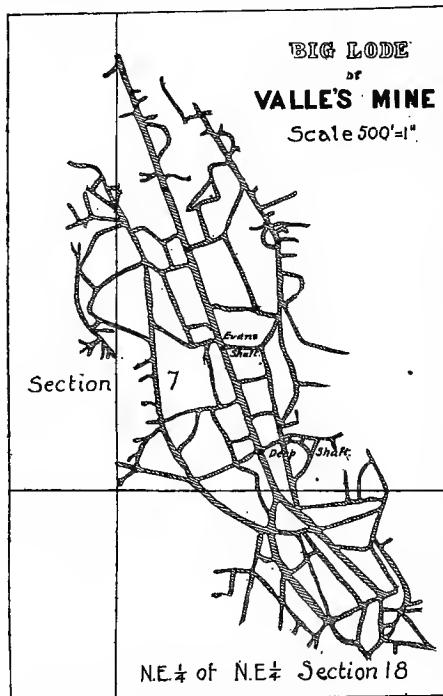 BIG LODE
OF
VALLE'S MINE
Scale 500'=1".
Evans
Shaft.
Section 7
Deep Shaft.
N.E.¼ of N.E¼ Section 18